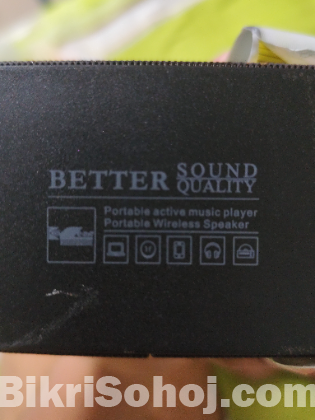 BETTER SOUND QUALITY
Portable active music player
Portable Wireless Speaker
BikriSohoj.com